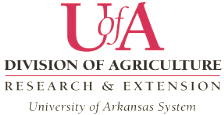 UofA
DIVISION OF AGRICULTURE
RESEARCH & EXTENSION
University of Arkansas System